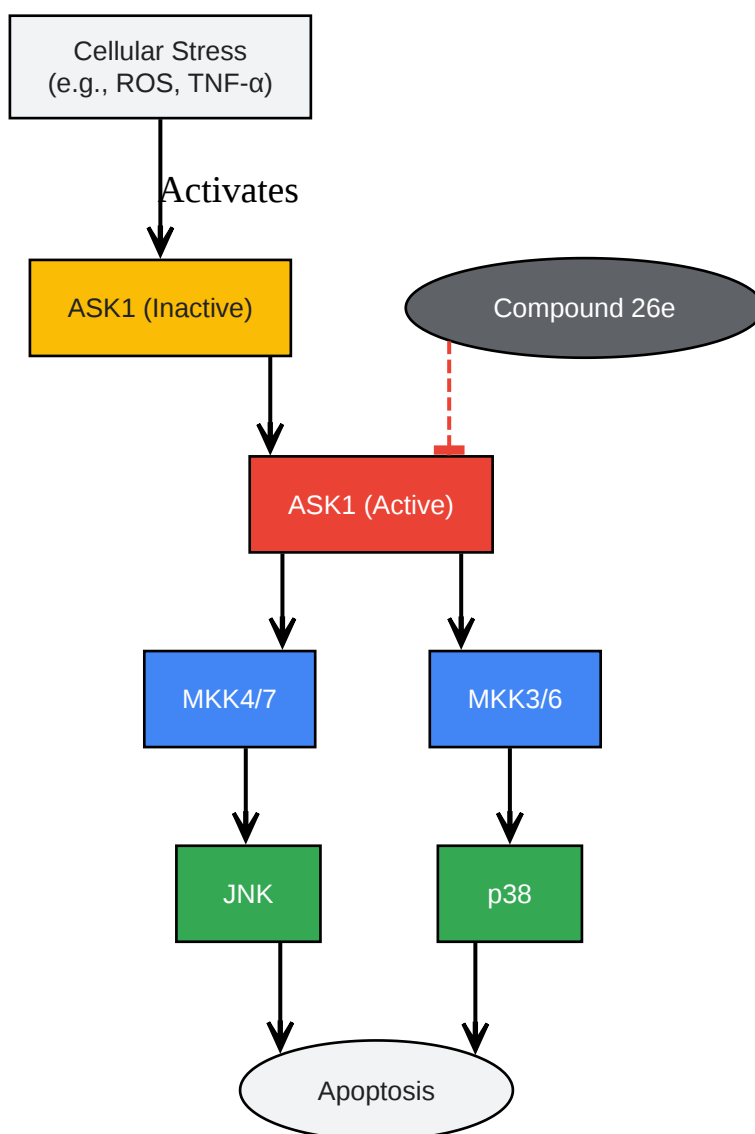 Cellular Stress
(e.g., ROS, TNF-α)
Activates
ASK1 (Inactive)
Compound 26e
ASK1 (Active)
MKK4/7
MKK3/6
JNK
p38
Apoptosis